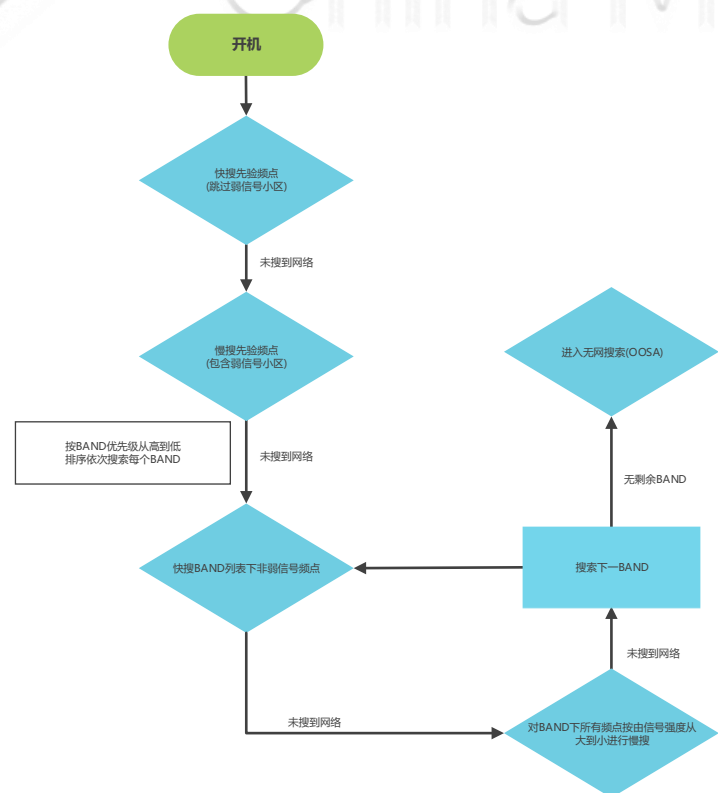 开机
快搜先验频点
(跳过弱信号小区)
未搜到网络
慢搜先验频点
(包含弱信号小区)
进入无网搜索(OOSA)
按BAND优先级从高到低
排序依次搜索每个BAND
未搜到网络
无剩余BAND
快搜BAND列表下非弱信号频点
搜索下一BAND
未搜到网络
未搜到网络
对BAND下所有频点按由信号强度从
大到小进行慢搜